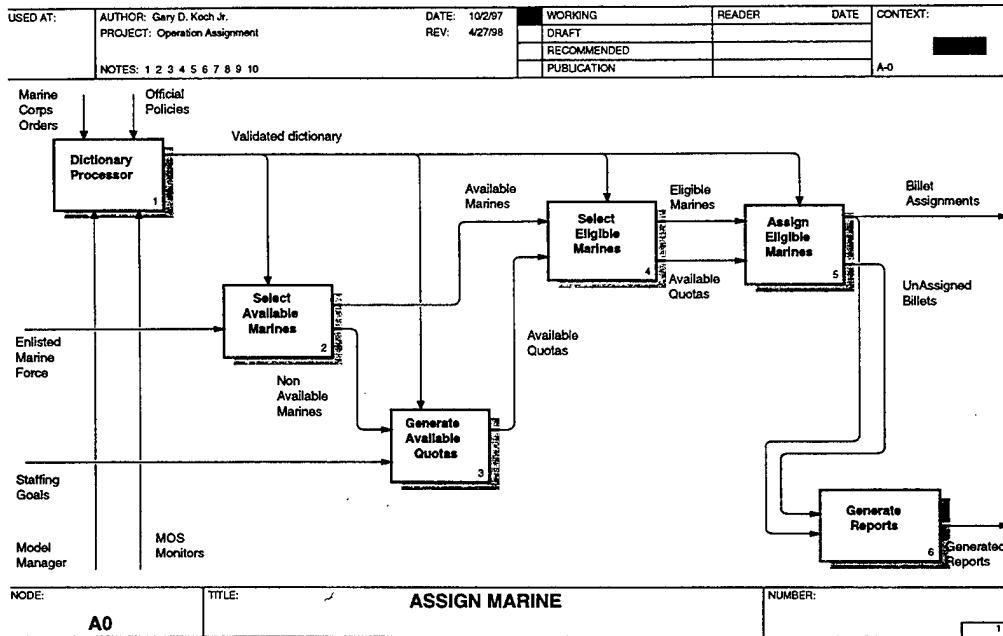 USED AT:
AUTHOR: Gary D. Koch Jr.
DATE: 10/2/97
WORKING
READER
DATE
CONTEXT:
PROJECT: Operation Assignment
REV: 4/27/98
DRAFT
RECOMMENDED
NOTES: 1 2 3 4 5 6 7 8 9 10
PUBLICATION
A-0
Marine
Corps
Orders
Official
Policies
Validated dictionary
Dictionary
Processor
1
Available
Marines
Select
Eligible
Marines
4
Eligible
Marines
Available
Quotas
Assign
Eligible
Marines
5
Billet
Assignments
UnAssigned
Billets
Select
Available
Marines
2
Enlisted
Marine
Force
Non
Available
Marines
Available
Quotas
Generate
Available
Quotas
3
Staffing
Goals
Model
Manager
MOS
Monitors
Generate
Reports
6
Generated
Reports
NODE:
A0
TITLE:
ASSIGN MARINE
NUMBER:
1